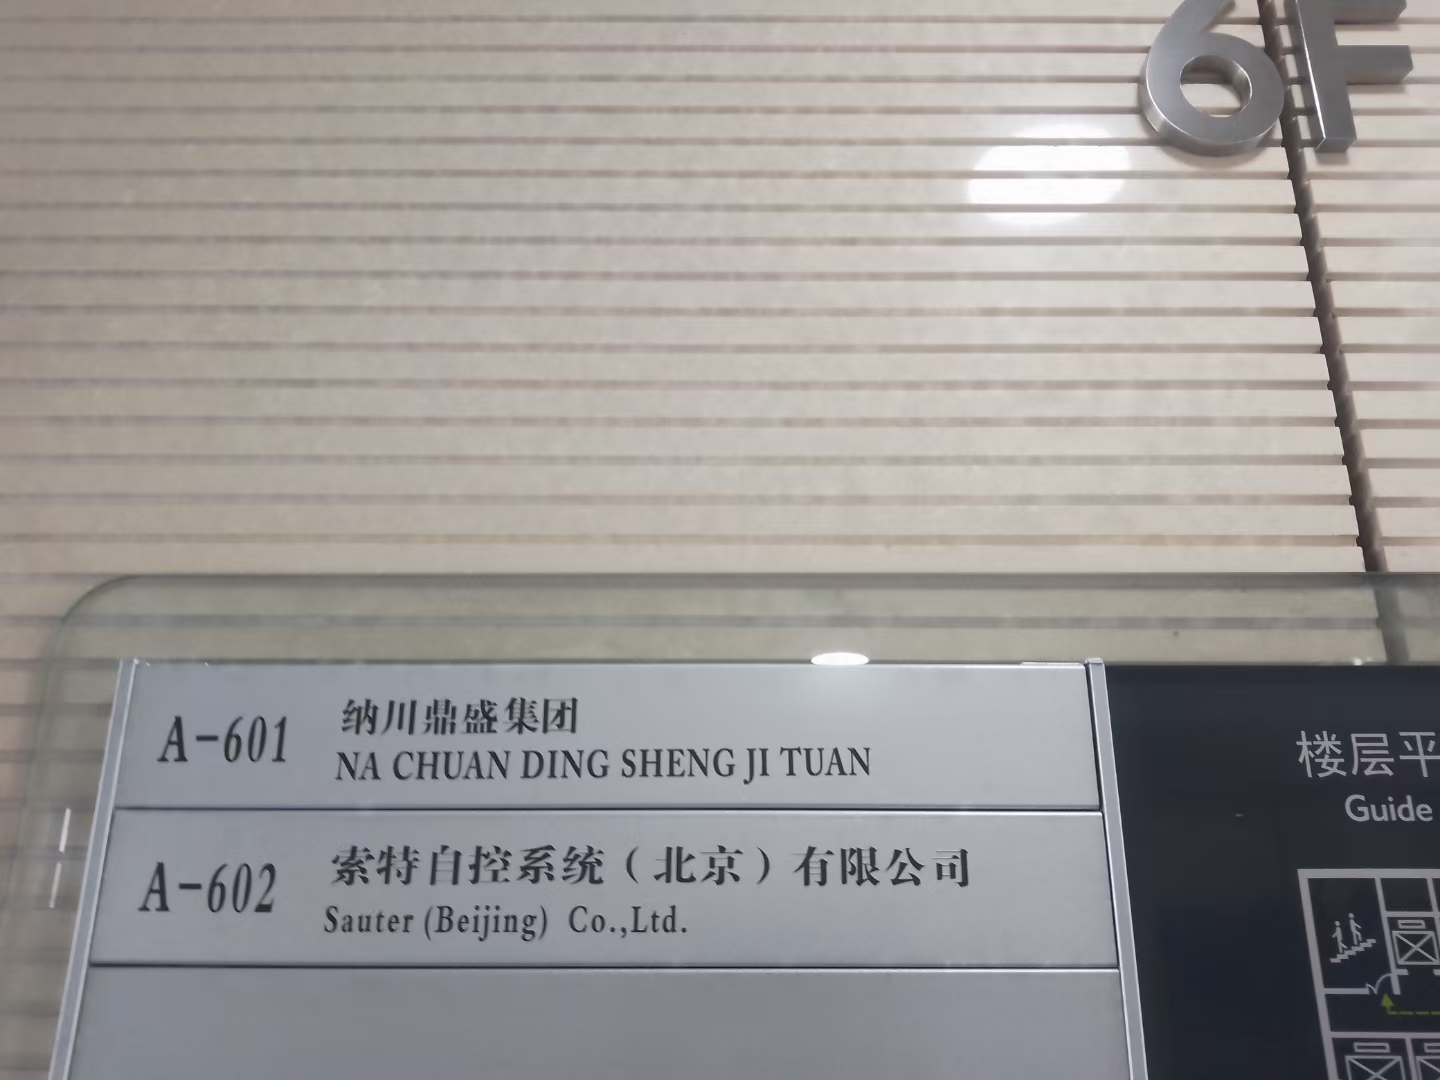 6F
A-601
纳川鼎盛集团
NA CHUAN DING SHENG JI TUAN
A-602
索特自控系统（北京）有限公司
Sauter (Beijing) Co.,Ltd.
楼层平
Guide